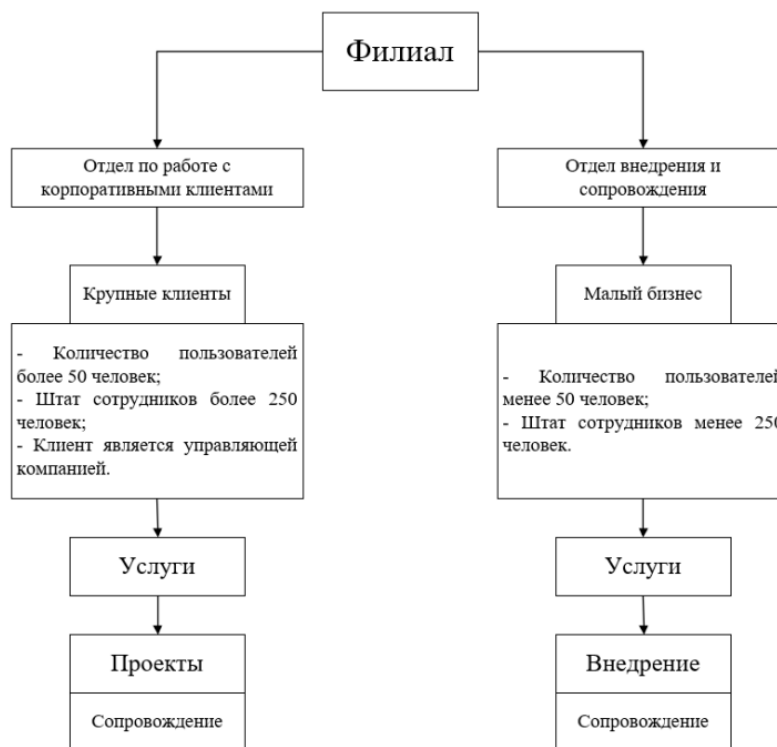 Филиал
Отдел по работе с
корпоративными клиентами
Крупные клиенты
- Количество пользователей
более 50 человек;
- Штат сотрудников более 250
человек;
- Клиент является управляющей
компанией.
Услуги
Проекты
Сопровождение
Отдел внедрения и
сопровождения
Малый бизнес
- Количество пользователей
менее 50 человек;
- Штат сотрудников менее 250
человек.
Услуги
Внедрение
Сопровождение